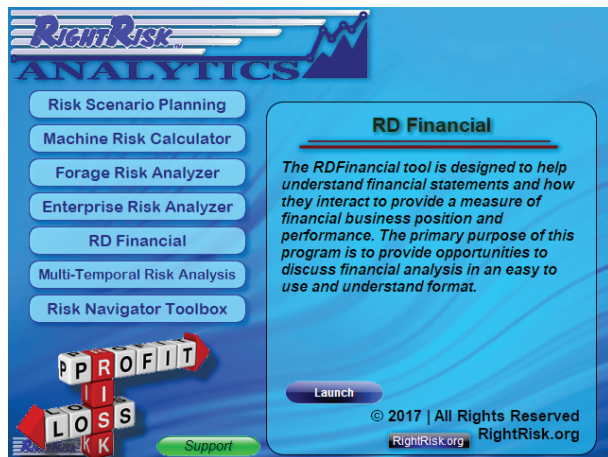 RightRisk™
ANALYTICS
Risk Scenario Planning
Machine Risk Calculator
Forage Risk Analyzer
Enterprise Risk Analyzer
RD Financial
Multi-Temporal Risk Analysis
Risk Navigator Toolbox
RD Financial
The RDFinancial tool is designed to help
understand financial statements and how
they interact to provide a measure of
financial business position and
performance. The primary purpose of this
program is to provide opportunities to
discuss financial analysis in an easy to
use and understand format.
Launch
© 2017 | All Rights Reserved
RightRisk.org RightRisk.org
PROFIT
RISK
LOSS
Support